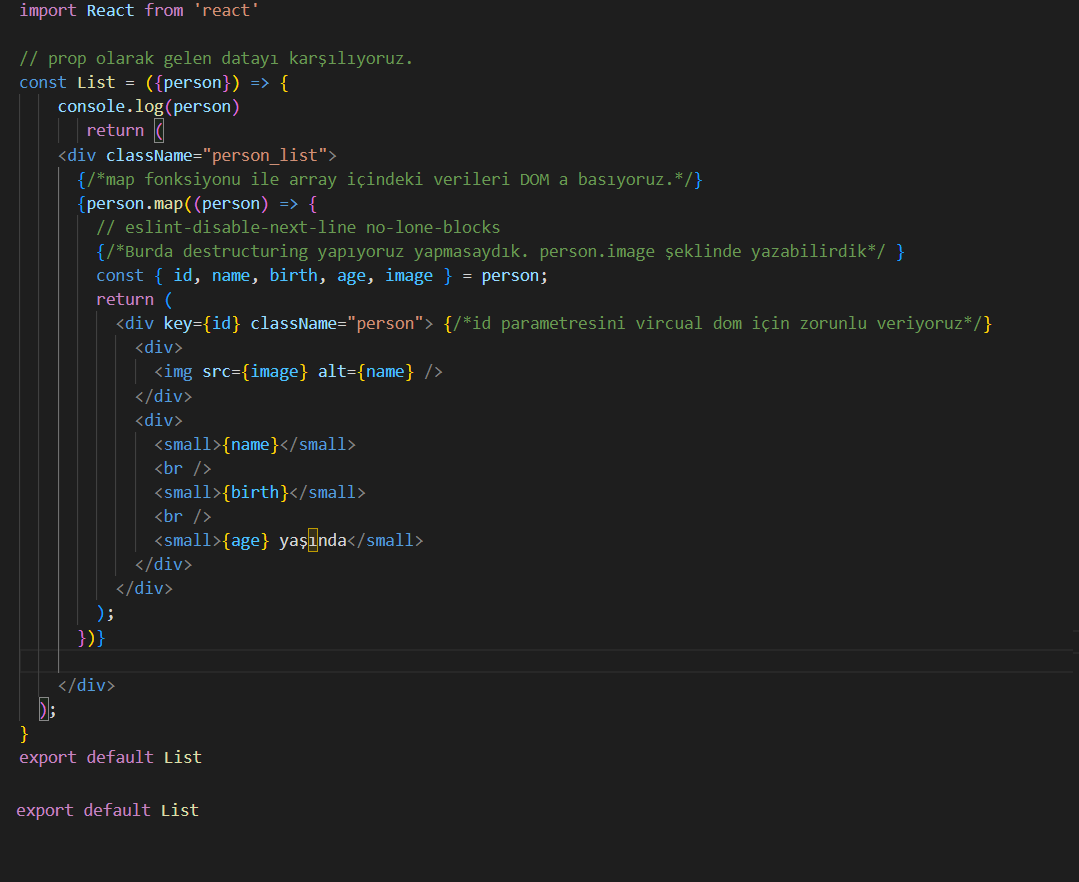 import React from 'react'
// prop olarak gelen datayı karşılıyoruz.
const List = ({person}) => {
console.log(person)
return (
<div className="person_list">
{/*map fonksiyonu ile array içindeki verileri DOM a basıyoruz.*/}
{person.map((person) => {
// eslint-disable-next-line no-lone-blocks
{/*Burda destructuring yapıyoruz yapmasaydık. person.image şeklinde yazabilirdik*/ }
const { id, name, birth, age, image } = person;
return (
<div key={id} className="person"> {/*id parametresini vircual dom için zorunlu veriyoruz*/}
<div>
<img src={image} alt={name} />
</div>
<div>
<small>{name}</small>
<br />
<small>{birth}</small>
<br />
<small>{age} yaşında</small>
</div>
</div>
);
})}
</div>
);
}
export default List
export default List